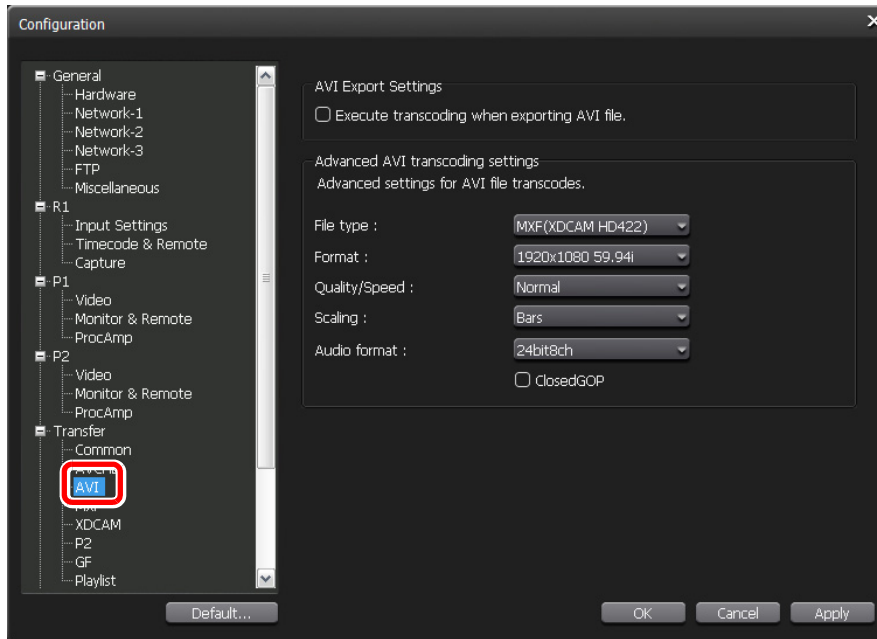 Configuration
General
Hardware
Network-1
Network-2
Network-3
FTP
Miscellaneous
R1
Input Settings
Timecode & Remote
Capture
P1
Video
Monitor & Remote
ProcAmp
P2
Video
Monitor & Remote
ProcAmp
Transfer
Common
AVI
XDCAM
P2
GF
Playlist
Default...
AVI Export Settings
Execute transcoding when exporting AVI file.
Advanced AVI transcoding settings
Advanced settings for AVI file transcodes.
File type : MXF(XDCAM HD422)
Format : 1920x1080 59.94i
Quality/Speed : Normal
Scaling : Bars
Audio format : 24bit8ch
ClosedGOP
OK Cancel Apply